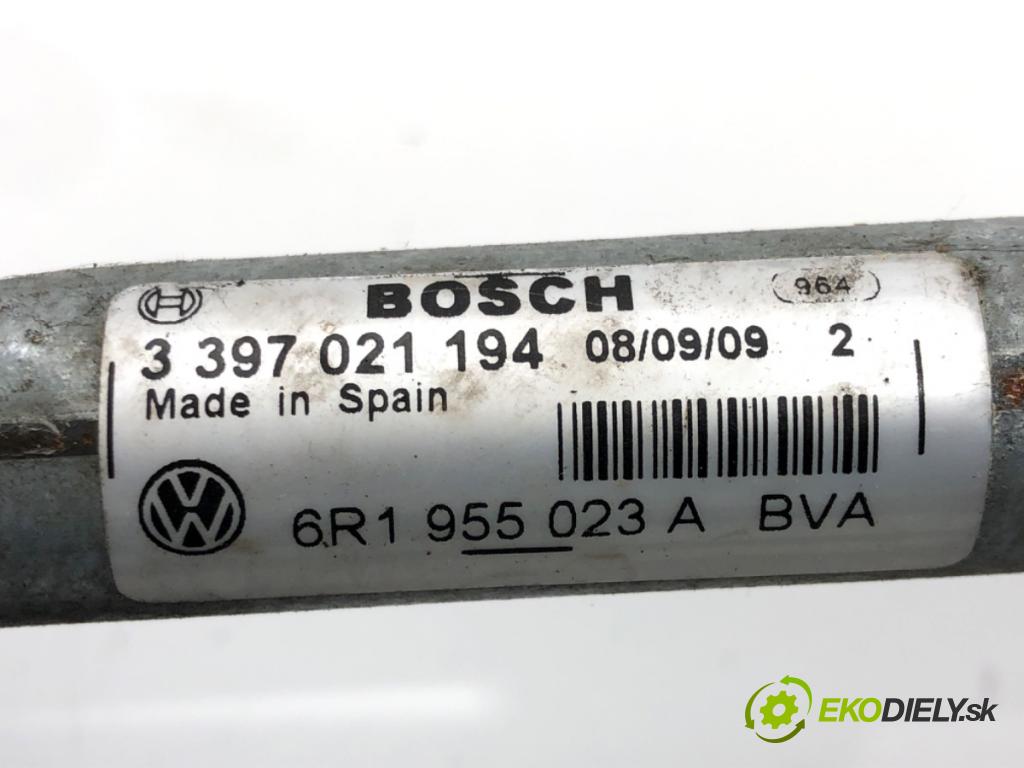 BOSCH 964
3 397 021 194 08/09/09 2
Made in Spain
6R1 955 023 A BVA
EKODIELY.sk